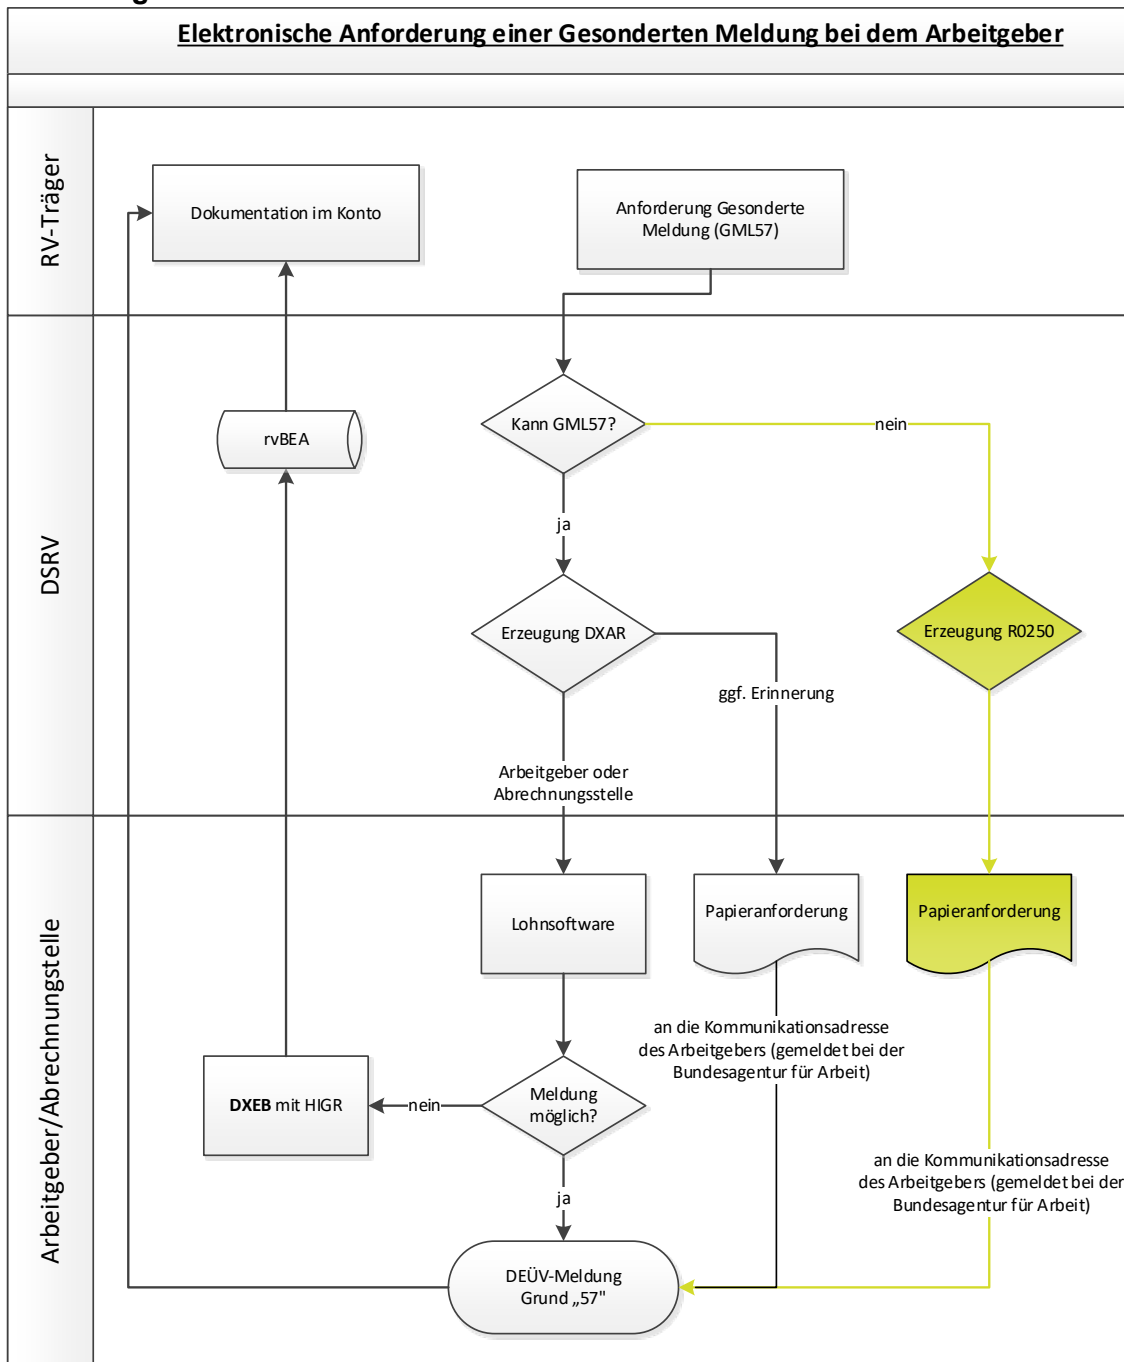 Elektronische Anforderung einer Gesonderten Meldung bei dem Arbeitgeber
RV-Träger
Dokumentation im Konto
Anforderung Gesonderte
Meldung (GML57)
DSRV
rvBEA
Kann GML57?
nein
ja
Erzeugung DXAR
Erzeugung R0250
ggf. Erinnerung
Arbeitgeber oder
Abrechnungsstelle
Arbeitgeber/Abrechnungstelle
Lohnsoftware
Papieranforderung
Papieranforderung
an die Kommunikationsadresse
des Arbeitgebers (gemeldet bei der
Bundesagentur für Arbeit)
DXEB mit HIGR
nein
Meldung
möglich?
an die Kommunikationsadresse
des Arbeitgebers (gemeldet bei der
Bundesagentur für Arbeit)
ja
DEÜV-Meldung
Grund „57"